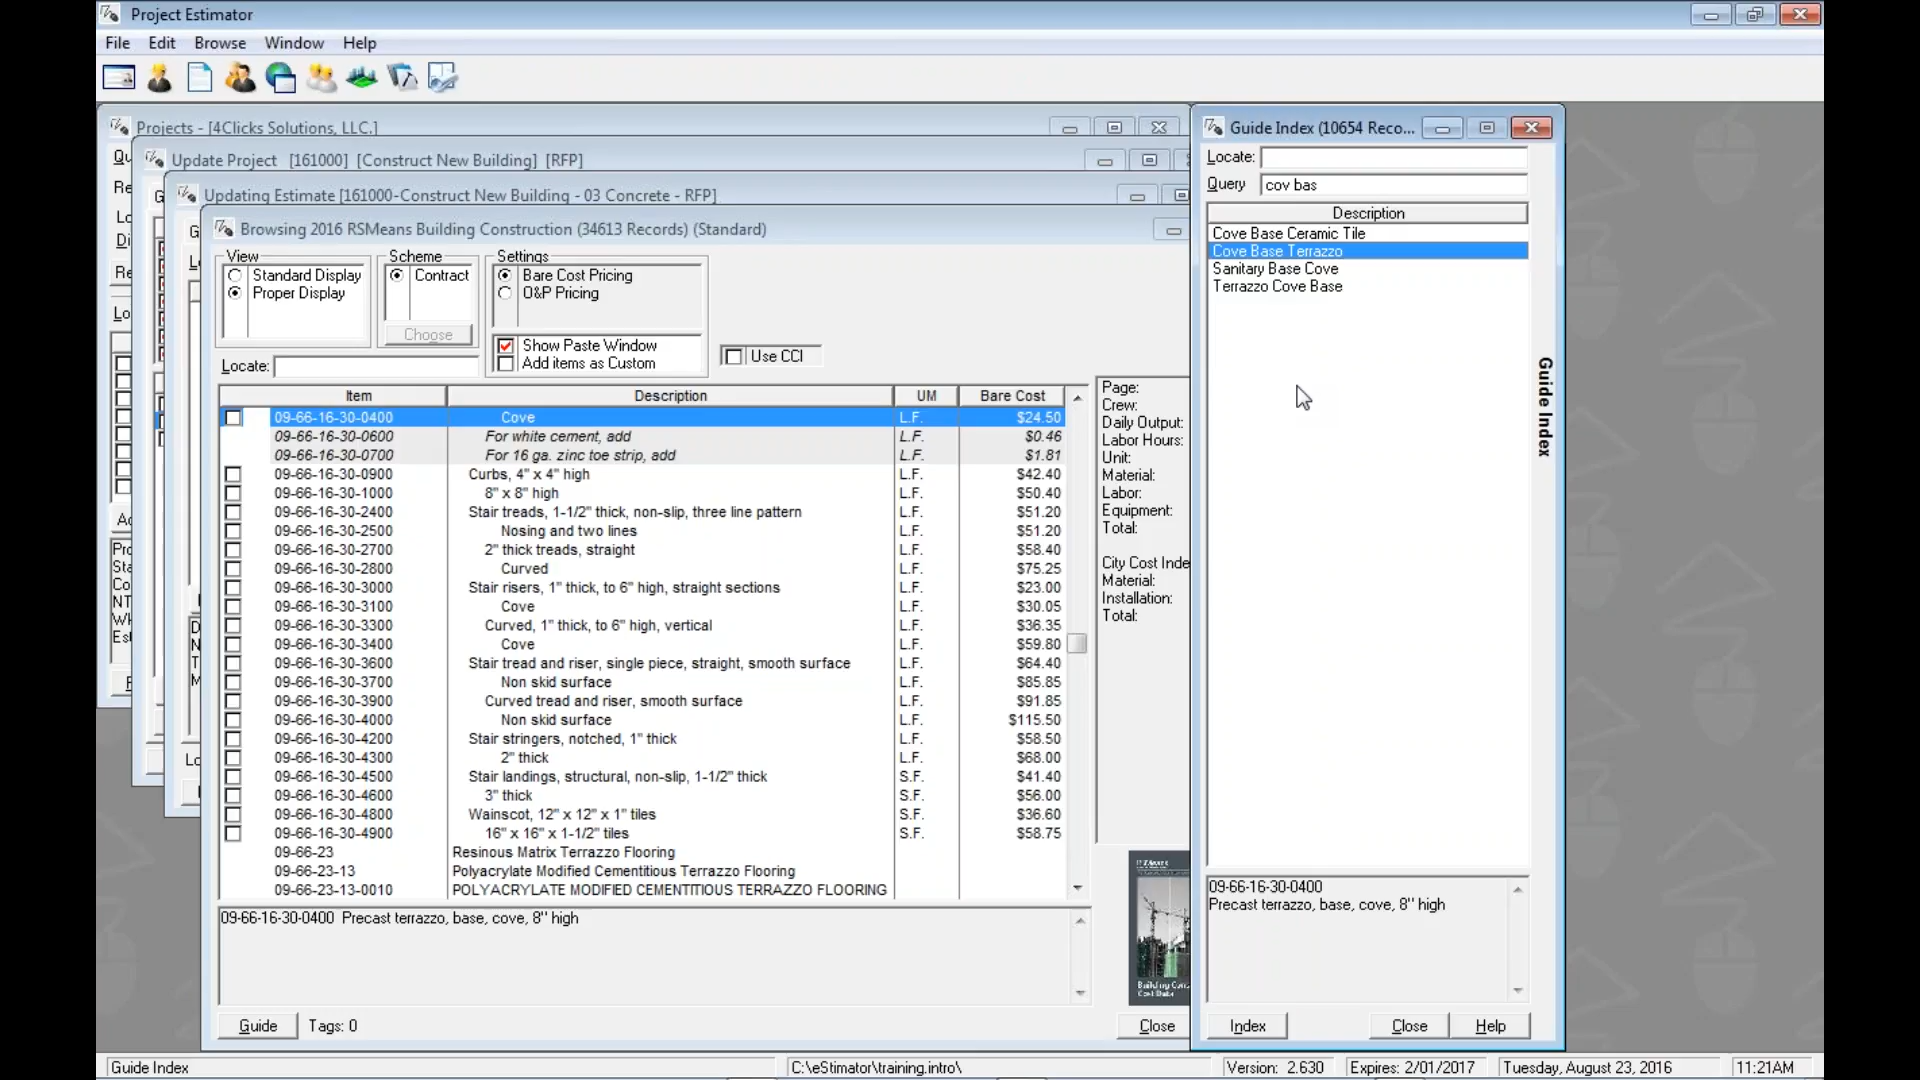 Project Estimator
File Edit Browse Window Help
Projects - [4Clicks Solutions, LLC.]
Update Project [161000] [Construct New Building] [RFP]
Updating Estimate [161000-Construct New Building - 03 Concrete - RFP]
Browsing 2016 RSMeans Building Construction (34613 Records) (Standard)
View
Standard Display
Proper Display
Scheme
Contract
Choose
Settings
Bare Cost Pricing
O&P Pricing
Show Paste Window
Add items as Custom
Use CCI
Locate:
Item Description UM Bare Cost
09-66-16-30-0400 Cove L.F. $24.50
09-66-16-30-0600 For white cement, add L.F. $0.46
09-66-16-30-0700 For 16 ga. zinc toe strip, add L.F. $1.81
09-66-16-30-0900 Curbs, 4" x 4" high L.F. $42.40
09-66-16-30-1000 8" x 8" high L.F. $50.40
09-66-16-30-2400 Stair treads, 1-1/2" thick, non-slip, three line pattern L.F. $51.20
09-66-16-30-2500 Nosing and two lines L.F. $51.20
09-66-16-30-2700 2" thick treads, straight L.F. $58.40
09-66-16-30-2800 Curved L.F. $75.25
09-66-16-30-3000 Stair risers, 1" thick, to 6" high, straight sections L.F. $23.00
09-66-16-30-3100 Cove L.F. $30.05
09-66-16-30-3300 Curved, 1" thick, to 6" high, vertical L.F. $36.35
09-66-16-30-3400 Cove L.F. $59.80
09-66-16-30-3600 Stair tread and riser, single piece, straight, smooth surface L.F. $64.40
09-66-16-30-3700 Non skid surface L.F. $85.85
09-66-16-30-3900 Curved tread and riser, smooth surface L.F. $91.85
09-66-16-30-4000 Non skid surface L.F. $115.50
09-66-16-30-4200 Stair stringers, notched, 1" thick L.F. $58.50
09-66-16-30-4300 2" thick L.F. $68.00
09-66-16-30-4500 Stair landings, structural, non-slip, 1-1/2" thick S.F. $41.40
09-66-16-30-4600 3" thick S.F. $56.00
09-66-16-30-4800 Wainscot, 12" x 12" x 1" tiles S.F. $36.60
09-66-16-30-4900 16" x 16" x 1-1/2" tiles S.F. $58.75
09-66-23 Resinous Matrix Terrazzo Flooring
09-66-23-13 Polyacrylate Modified Cementitious Terrazzo Flooring
09-66-23-13-0010 POLYACRYLATE MODIFIED CEMENTITIOUS TERRAZZO FLOORING
09-66-16-30-0400 Precast terrazzo, base, cove, 8" high
Guide Tags: 0 Close
Page:
Crew:
Daily Output:
Labor Hours:
Unit:
Material:
Labor:
Equipment:
Total:
City Cost Inde
Material:
Installation:
Total:
Guide Index (10654 Reco...
Locate:
Query cov bas
Description
Cove Base Ceramic Tile
Cove Base Terrazzo
Sanitary Base Cove
Terrazzo Cove Base
Guide Index
09-66-16-30-0400
Precast terrazzo, base, cove, 8" high
Index Close Help
Guide Index C:\eStimator\training.intro\ Version: 2.630 Expires: 2/01/2017 Tuesday, August 23, 2016 11:21AM